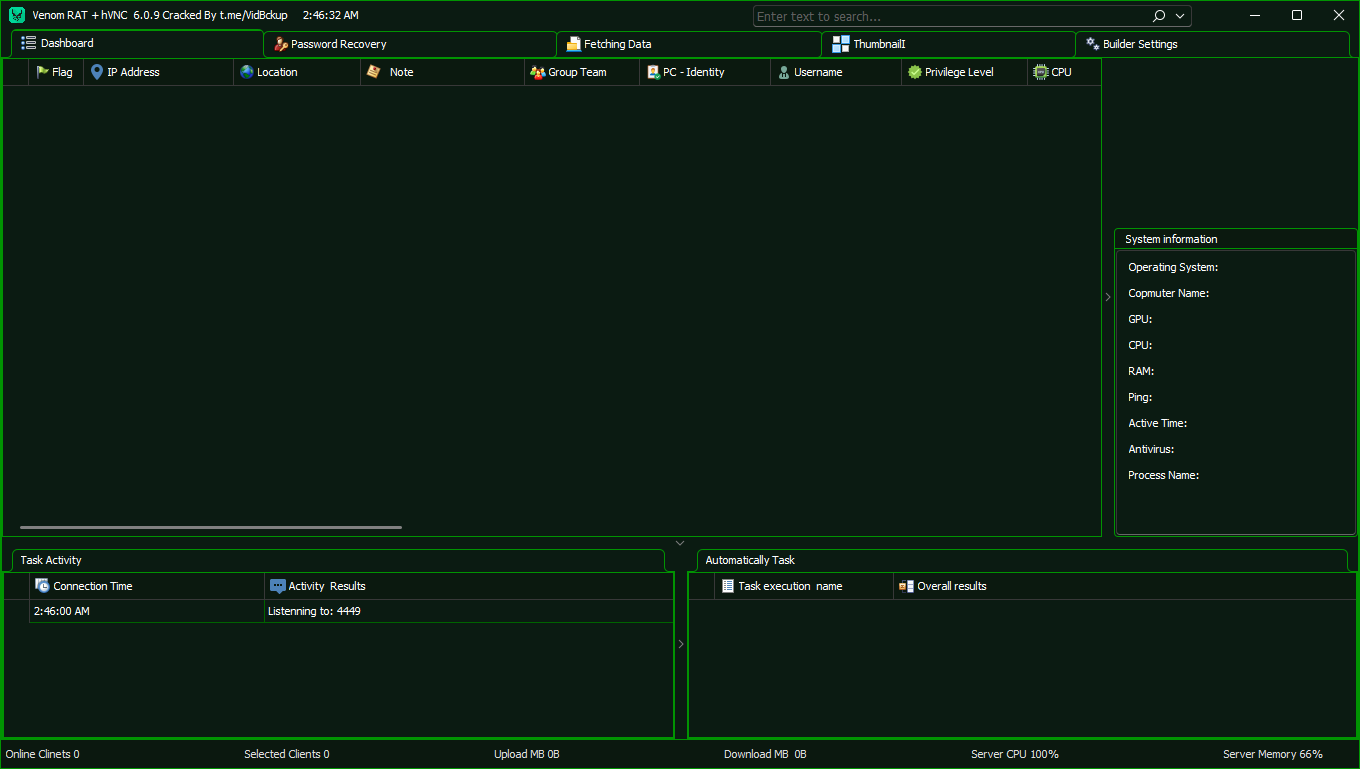 Venom RAT + hVNC 6.0.9 Cracked By t.me/VidBckup 2:46:32 AM
Enter text to search...
Dashboard Password Recovery Fetching Data ThumbnailI Builder Settings
Flag IP Address Location Note Group Team PC - Identity Username Privilege Level CPU
System information
Operating System:
Copmuter Name:
GPU:
CPU:
RAM:
Ping:
Active Time:
Antivirus:
Process Name:
Task Activity
Connection Time Activity Results
2:46:00 AM Listenning to: 4449
Automatically Task
Task execution name Overall results
Online Clinets 0 Selected Clients 0 Upload MB 0B Download MB 0B Server CPU 100% Server Memory 66%